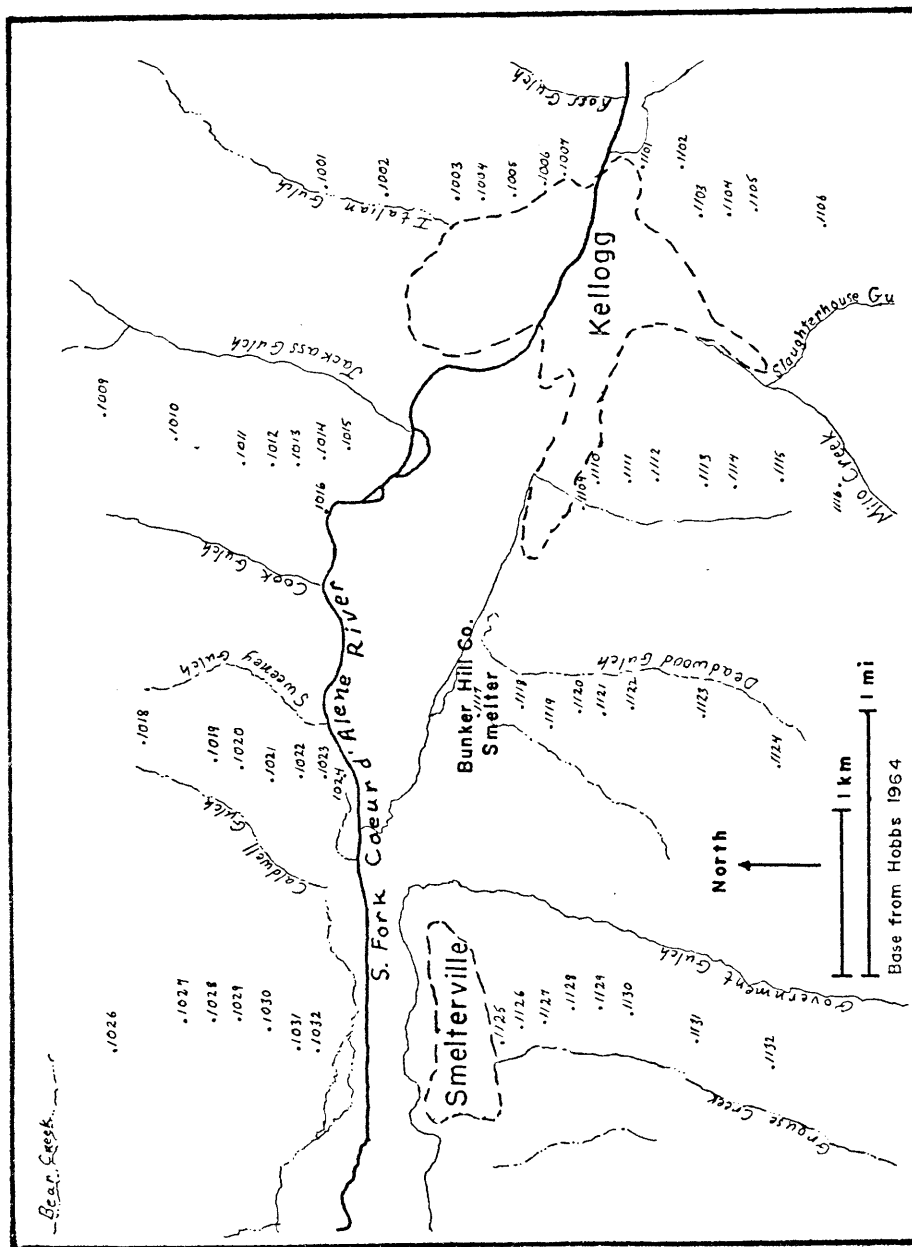 Bear Creek
.1026
.1027
.1028
.1029
.1030
.1031
.1032
Caldwell Gulch
.1018
.1019
.1020
.1021
.1022
.1023
1024
Sweeney Gulch
Cook Gulch
.1009
.1010
.1011
.1012
.1013
.1014
.1015
1016
Jackass Gulch
Italian Gulch
.1001
.1002
.1003
.1004
.1005
.1006
.1007
Ross Gulch
S. Fork Coeur d'Alene River
Smelterville
Bunker Hill Co.
Smelter
Kellogg
.1125
.1126
.1127
.1128
.1129
.1130
.1131
.1132
Grouse Creek
Government Gulch
.1117
.1118
.1119
.1120
.1121
.1122
.1123
.1124
Deadwood Gulch
.1109
.1110
.1111
.1112
.1113
.1114
.1115
1116.
Milo Creek
Slaughterhouse Gu
.1101
.1102
.1103
.1104
.1105
.1106
North
1 km
1 mi
Base from Hobbs 1964